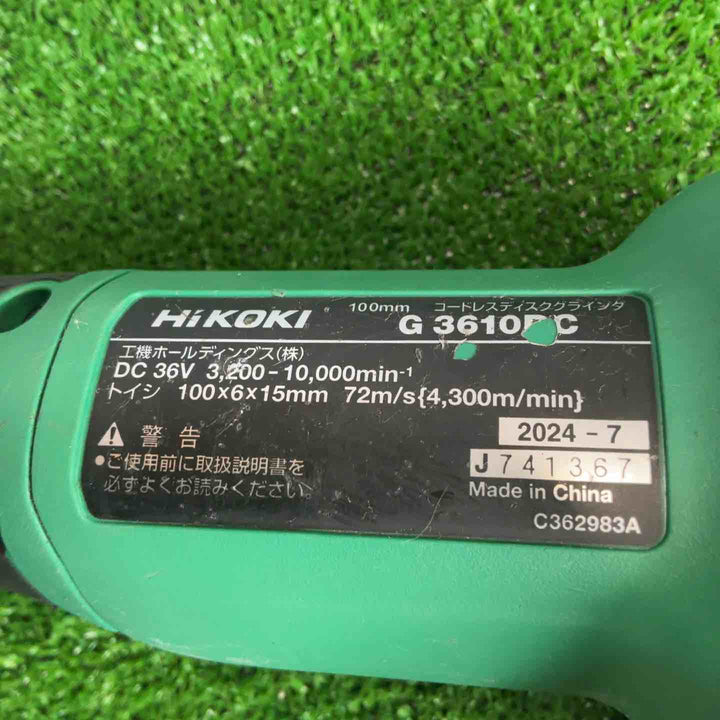 HiKOKI
100mm コードレスディスクグラインダ
G 3610
工機ホールディングス(株)
DC 36V 3,200-10,000min-1
トイシ 100x6x15mm 72m/s{4,300m/min}
警告
2024-7
●ご使用前に取扱説明書を
必ずよくお読みください。
J741367
Made in China
C362983A